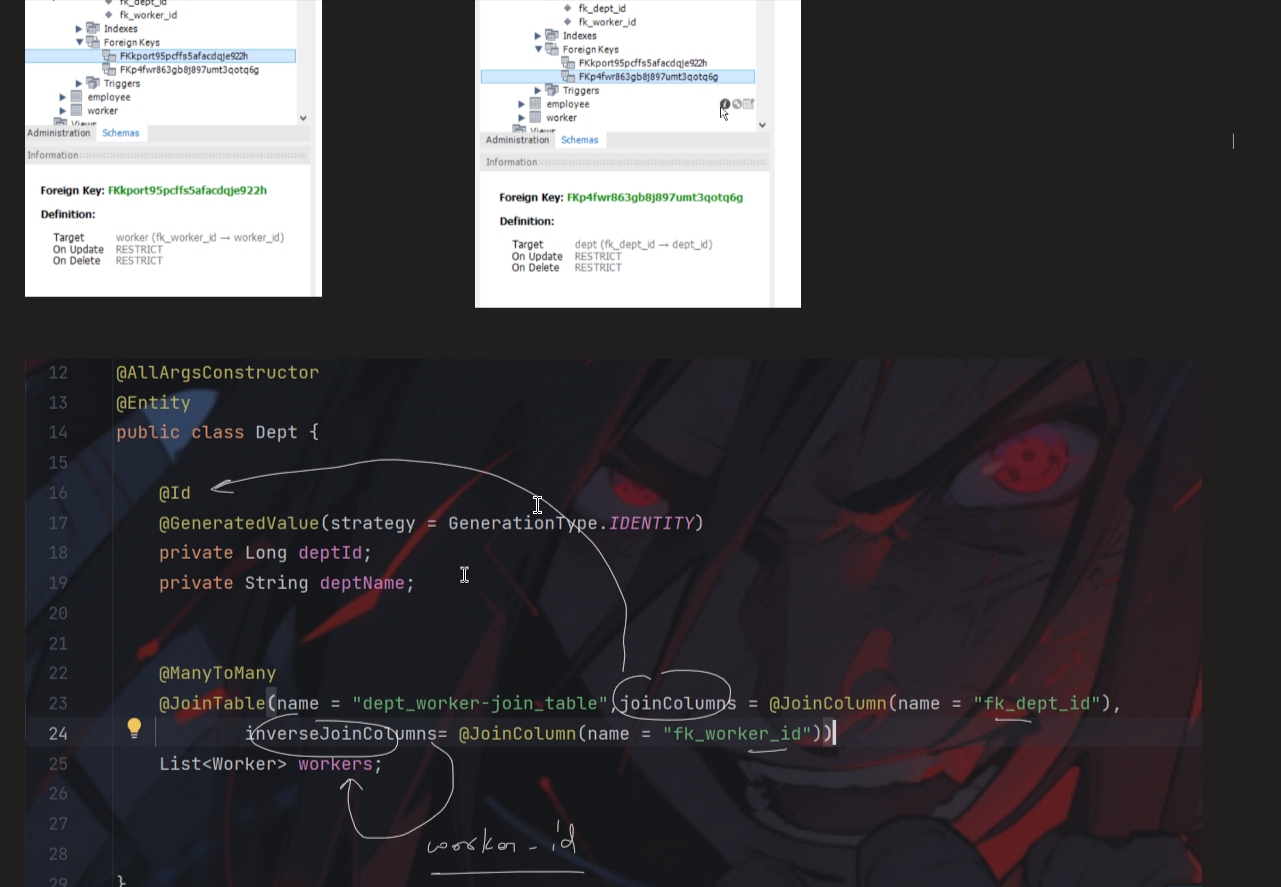 fk_dept_id
fk_worker_id
Indexes
Foreign Keys
FKkport95pcffs5afacdqje922h
FKp4fwr863gb8j897umt3qotq6g
Triggers
employee
worker
Views
Administration Schemas
Information
Foreign Key: FKkport95pcffs5afacdqje922h
Definition:
Target worker (fk_worker_id → worker_id)
On Update RESTRICT
On Delete RESTRICT
fk_dept_id
fk_worker_id
Indexes
Foreign Keys
FKkport95pcffs5afacdqje922h
FKp4fwr863gb8j897umt3qotq6g
Triggers
employee
worker
Views
Administration Schemas
Information
Foreign Key: FKp4fwr863gb8j897umt3qotq6g
Definition:
Target dept (fk_dept_id → dept_id)
On Update RESTRICT
On Delete RESTRICT
12 @AllArgsConstructor
13 @Entity
14 public class Dept {
15
16 @Id
17 @GeneratedValue(strategy = GenerationType.IDENTITY)
18 private Long deptId;
19 private String deptName;
20
21
22 @ManyToMany
23 @JoinTable(name = "dept_worker-join_table",joinColumns = @JoinColumn(name = "fk_dept_id"),
24 inverseJoinColumns= @JoinColumn(name = "fk_worker_id"))
25 List<Worker> workers;
26
27
worker - id
28
29 }